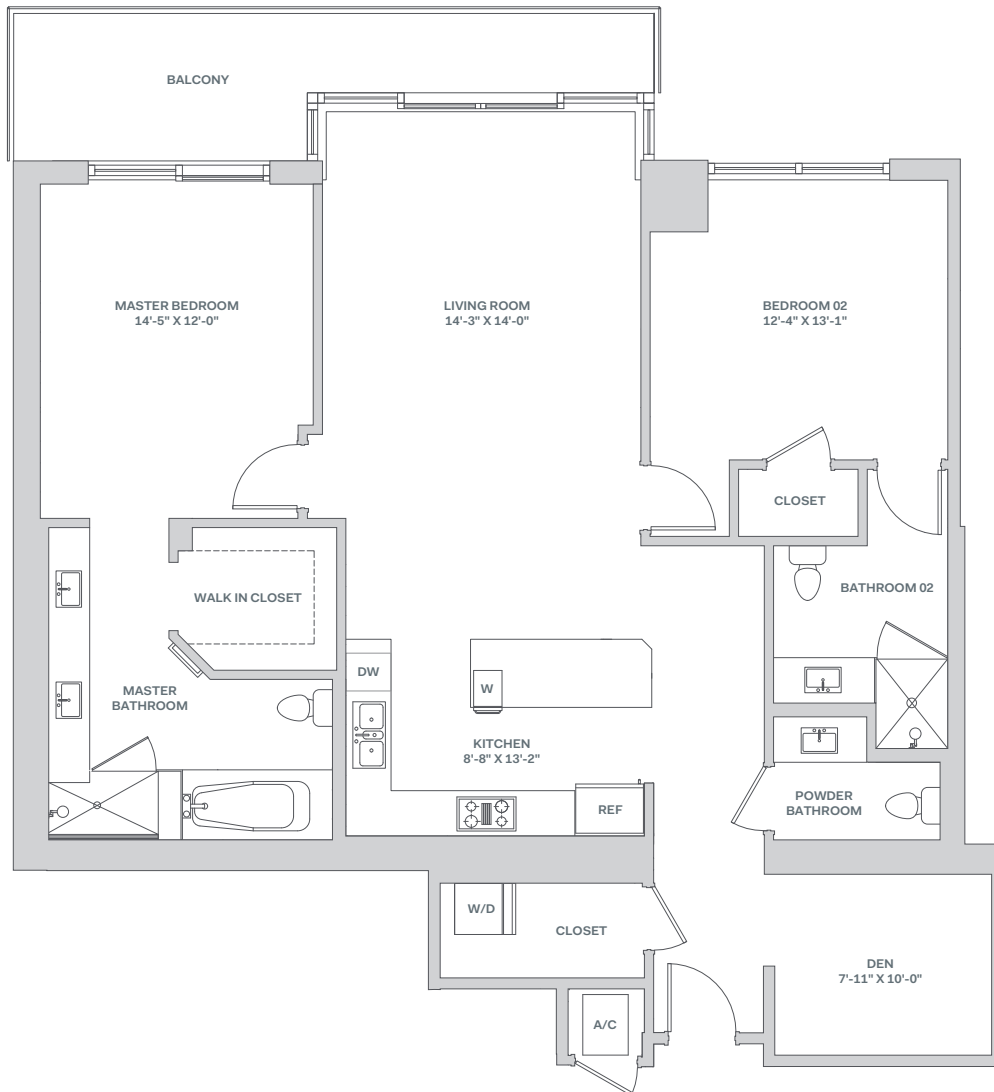 BALCONY
MASTER BEDROOM
14'-5" X 12'-0"
LIVING ROOM
14'-3" X 14'-0"
BEDROOM 02
12'-4" X 13'-1"
CLOSET
BATHROOM 02
WALK IN CLOSET
DW
W
MASTER
BATHROOM
KITCHEN
8'-8" X 13'-2"
REF
POWDER
BATHROOM
W/D
CLOSET
DEN
7'-11" X 10'-0"
A/C